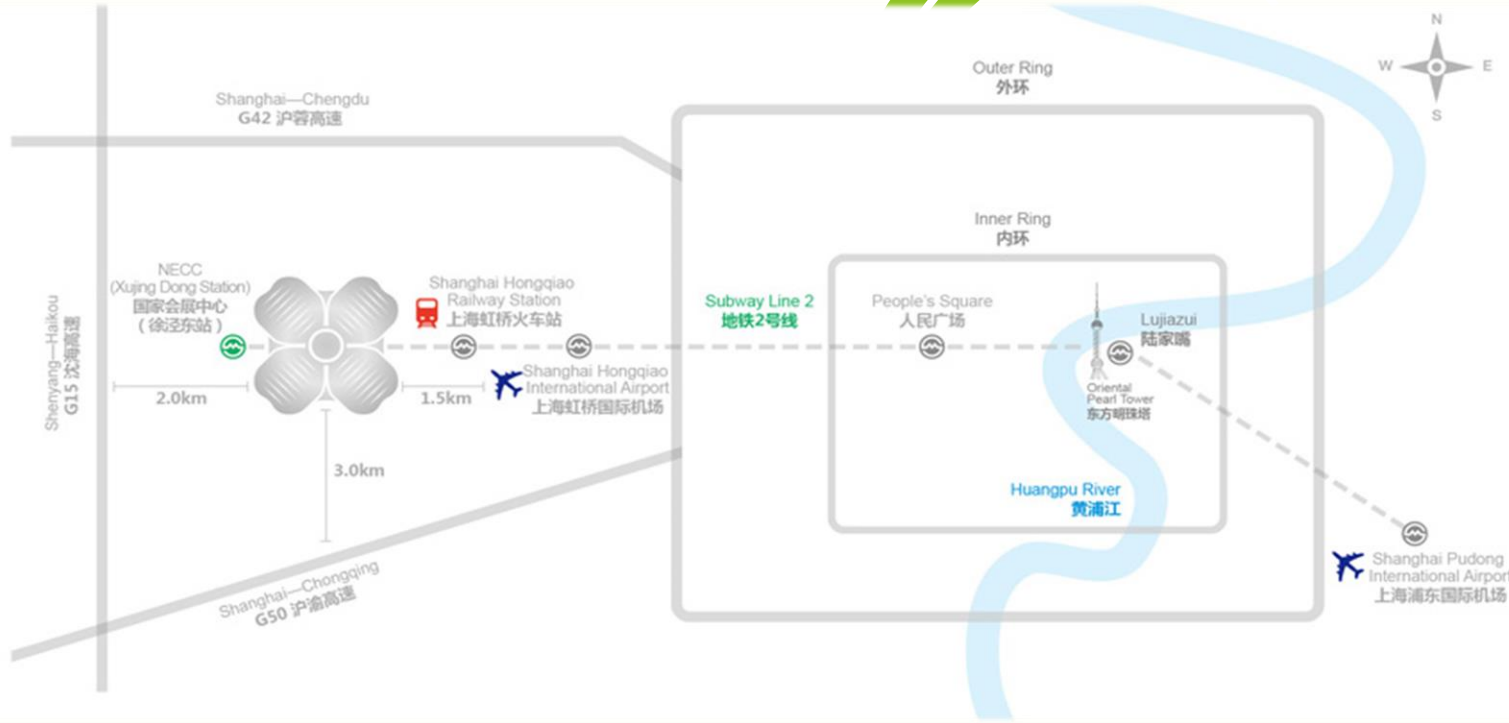 N
W
E
S
Outer Ring
外环
Shanghai—Chengdu
G42 沪蓉高速
Inner Ring
内环
NECC
(Xujing Dong Station)
国家会展中心
（徐泾东站）
Shanghai Hongqiao
Railway Station
上海虹桥火车站
Subway Line 2
地铁2号线
People's Square
人民广场
Lujiazui
陆家嘴
Shenyang—Haikou
G15 沈海高速
2.0km
1.5km
Shanghai Hongqiao
International Airport
上海虹桥国际机场
Oriental
Pearl Tower
东方明珠塔
3.0km
Huangpu River
黄浦江
Shanghai—Chongqing
G50 沪渝高速
Shanghai Pudong
International Airport
上海浦东国际机场